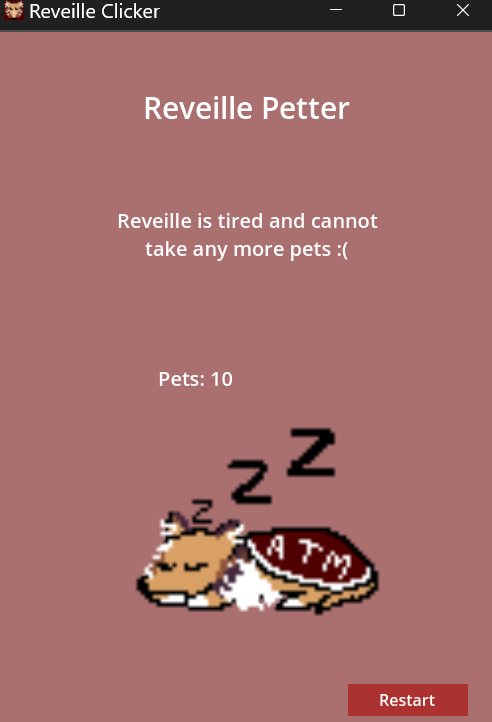 Reveille Clicker
Reveille Petter
Reveille is tired and cannot
take any more pets :(
Pets: 10
Z
Z
Z
ATM
Restart